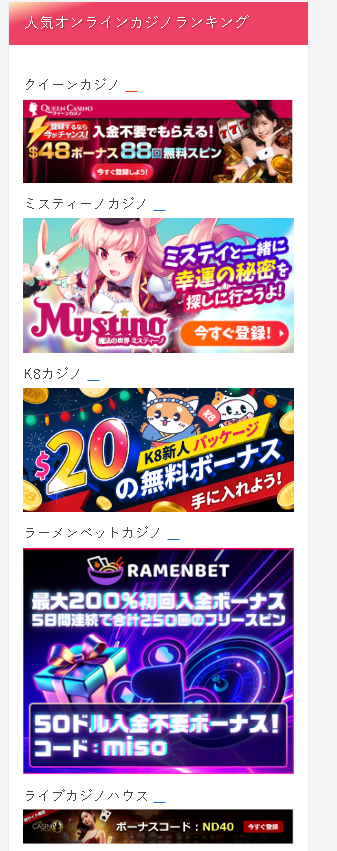 人気オンラインカジノランキング
クイーンカジノ
QUEEN CASINO
クイーンカジノ
登録するなら
今がチャンス!
入金不要でもらえる!
$48ボーナス88回無料スピン
今すぐ登録しよう!
777
ミスティーノカジノ
ミスティと一緒に
幸運の秘密を
探しに行こうよ!
Mystino
魔法の世界 ミスティーノ
今すぐ登録!
K8カジノ
K8
$20
K8新人 パッケージ
の無料ボーナス
手に入れよう!
ラーメンベットカジノ
RAMENBET
最大200%初回入金ボーナス
5日間連続で合計250回のフリースピン
50ドル入金不要ボーナス!
コード:miso
ライブカジノハウス
CASINO
ボーナスコード:ND40
今すぐ登録